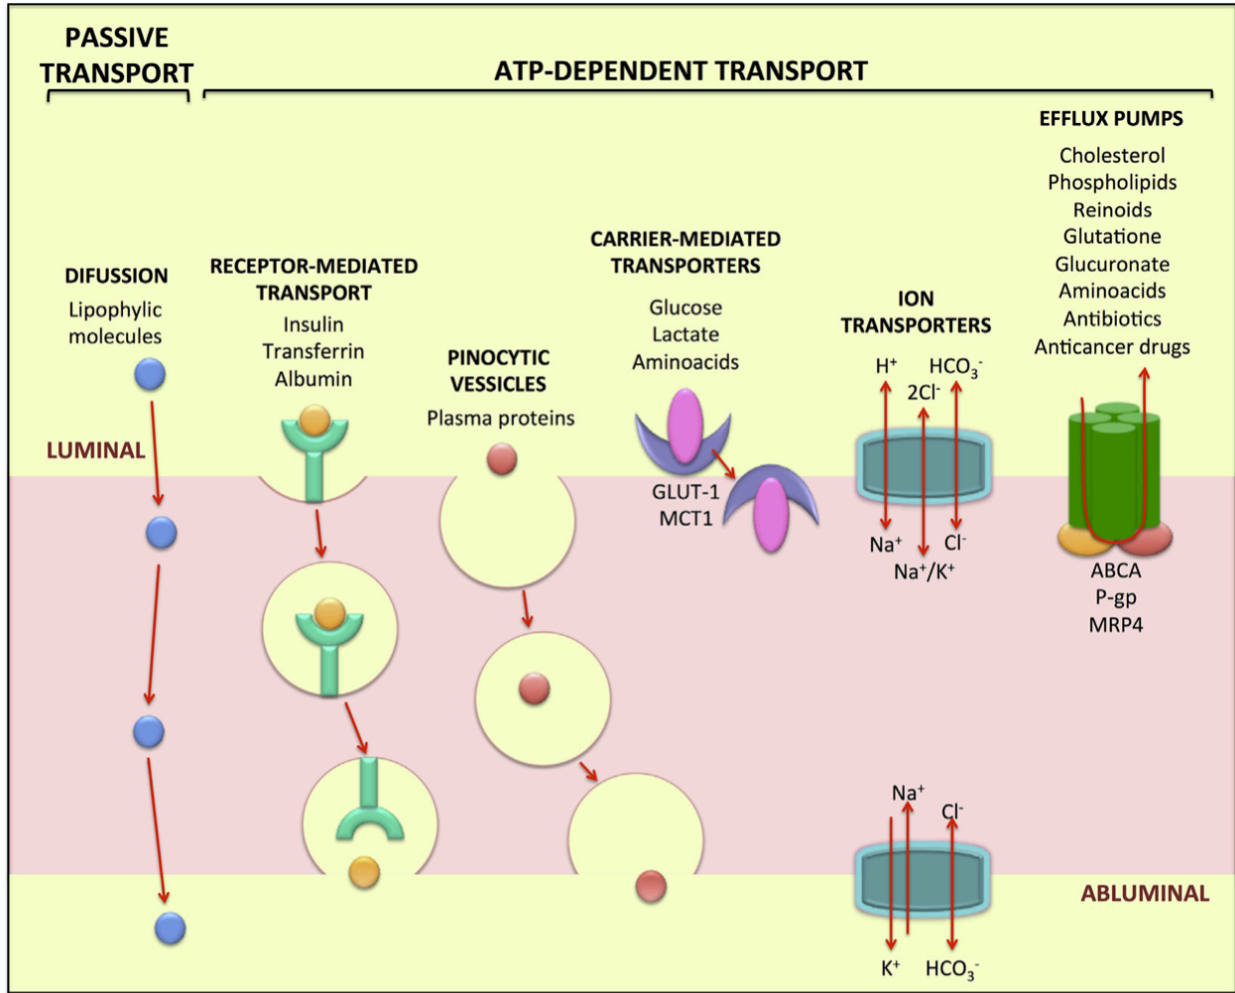 PASSIVE
TRANSPORT
ATP-DEPENDENT TRANSPORT
DIFUSSION
Lipophylic
molecules
RECEPTOR-MEDIATED
TRANSPORT
Insulin
Transferrin
Albumin
PINOCYTIC
VESSICLES
Plasma proteins
CARRIER-MEDIATED
TRANSPORTERS
Glucose
Lactate
Aminoacids
GLUT-1
MCT1
ION
TRANSPORTERS
H⁺
2Cl⁻
HCO₃⁻
Na⁺
Na⁺/K⁺
Cl⁻
EFFLUX PUMPS
Cholesterol
Phospholipids
Reinoids
Glutatione
Glucuronate
Aminoacids
Antibiotics
Anticancer drugs
ABCA
P-gp
MRP4
LUMINAL
Na⁺
Cl⁻
K⁺
HCO₃⁻
ABLUMINAL